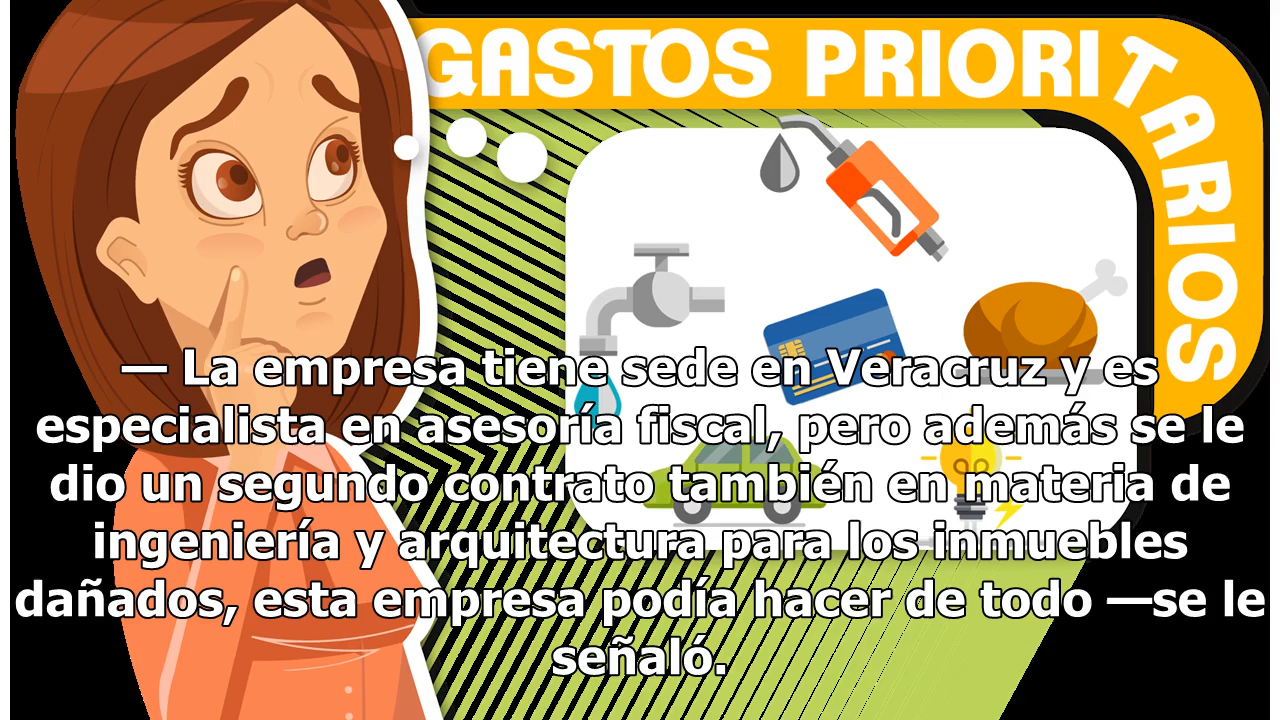 GASTOS PRIORITARIOS
— La empresa tiene sede en Veracruz y es
especialista en asesoría fiscal, pero además se le
dio un segundo contrato también en materia de
ingeniería y arquitectura para los inmuebles
dañados, esta empresa podía hacer de todo —se le
señaló.